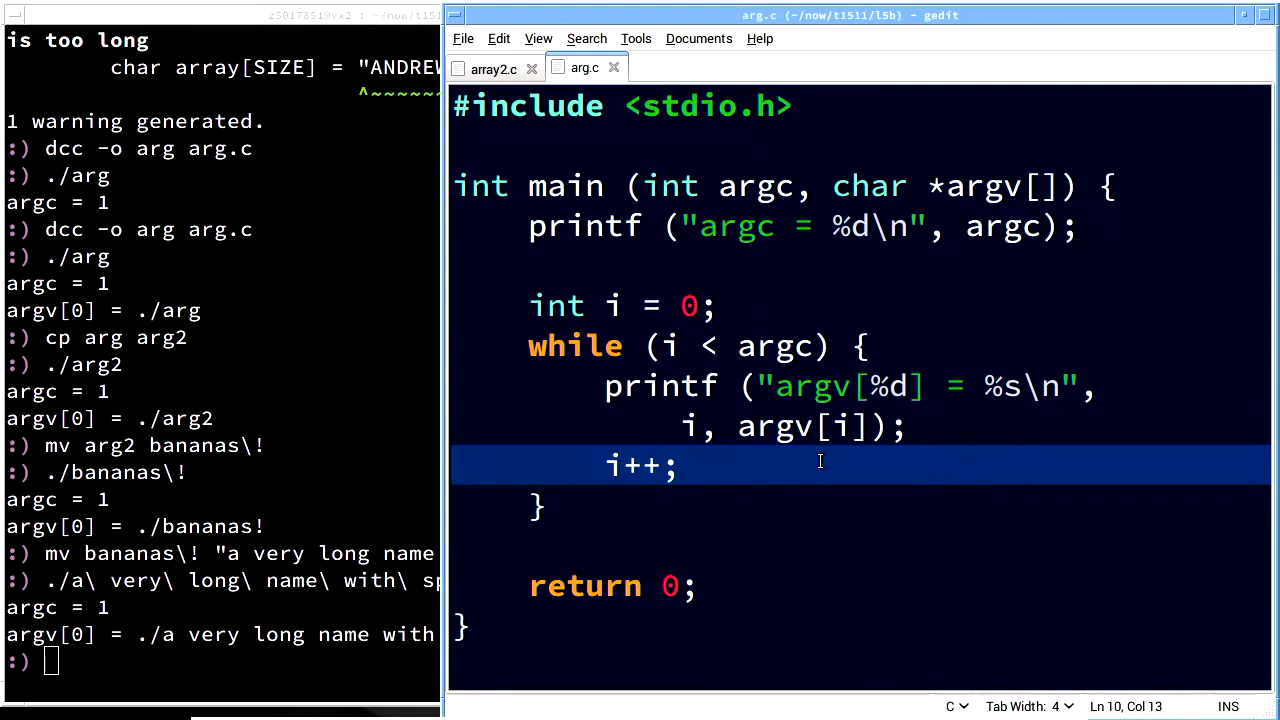 z5017851@vx2 : ~/now/t151
is too long
char array[SIZE] = "ANDREW
^~~~~~~
1 warning generated.
:) dcc -o arg arg.c
:) ./arg
argc = 1
:) dcc -o arg arg.c
:) ./arg
argc = 1
argv[0] = ./arg
:) cp arg arg2
:) ./arg2
argc = 1
argv[0] = ./arg2
:) mv arg2 bananas\!
:) ./bananas\!
argc = 1
argv[0] = ./bananas!
:) mv bananas\! "a very long name
:) ./a\ very\ long\ name\ with\ sp
argc = 1
argv[0] = ./a very long name with
:)
arg.c (~/now/t1511/l5b) - gedit
File Edit View Search Tools Documents Help
array2.c arg.c
#include <stdio.h>
int main (int argc, char *argv[]) {
printf ("argc = %d\n", argc);
int i = 0;
while (i < argc) {
printf ("argv[%d] = %s\n",
i, argv[i]);
i++;
}
return 0;
}
C Tab Width: 4 Ln 10, Col 13 INS